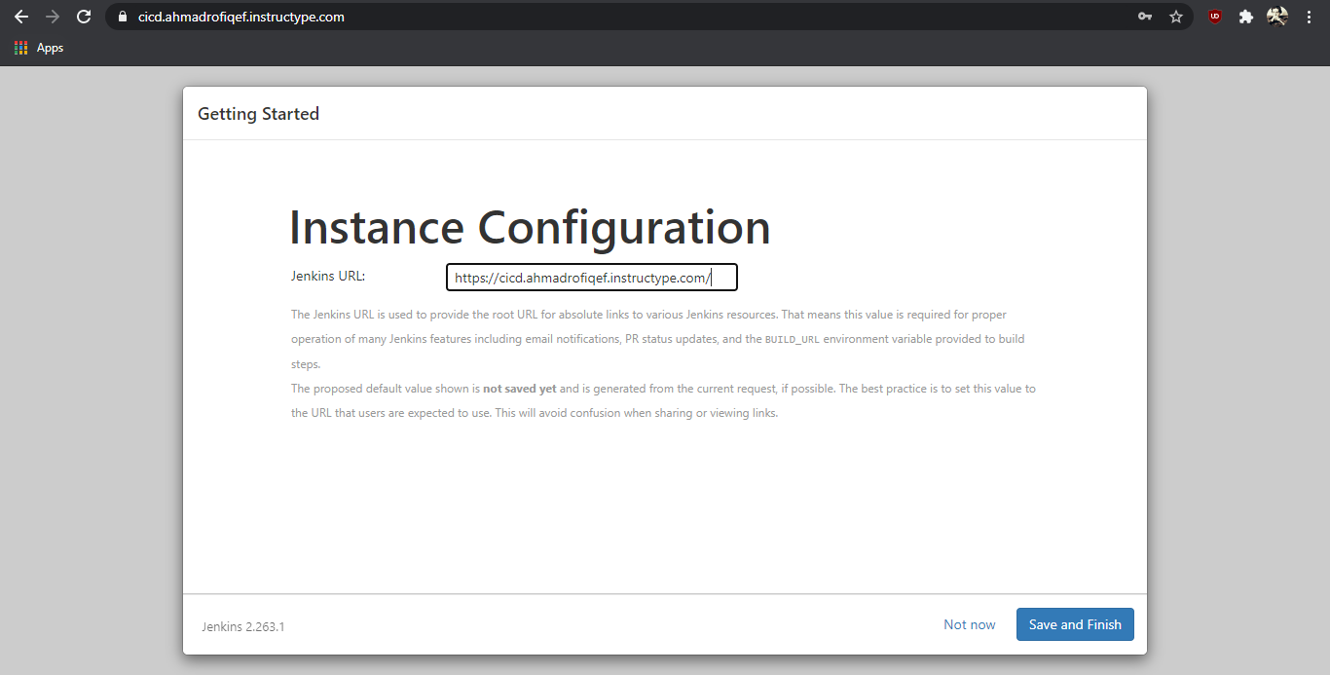 cicd.ahmadrofiqef.instructype.com
Apps
Getting Started
Instance Configuration
Jenkins URL:
https://cicd.ahmadrofiqef.instructype.com/
The Jenkins URL is used to provide the root URL for absolute links to various Jenkins resources. That means this value is required for proper
operation of many Jenkins features including email notifications, PR status updates, and the BUILD_URL environment variable provided to build
steps.
The proposed default value shown is not saved yet and is generated from the current request, if possible. The best practice is to set this value to
the URL that users are expected to use. This will avoid confusion when sharing or viewing links.
Jenkins 2.263.1
Not now
Save and Finish